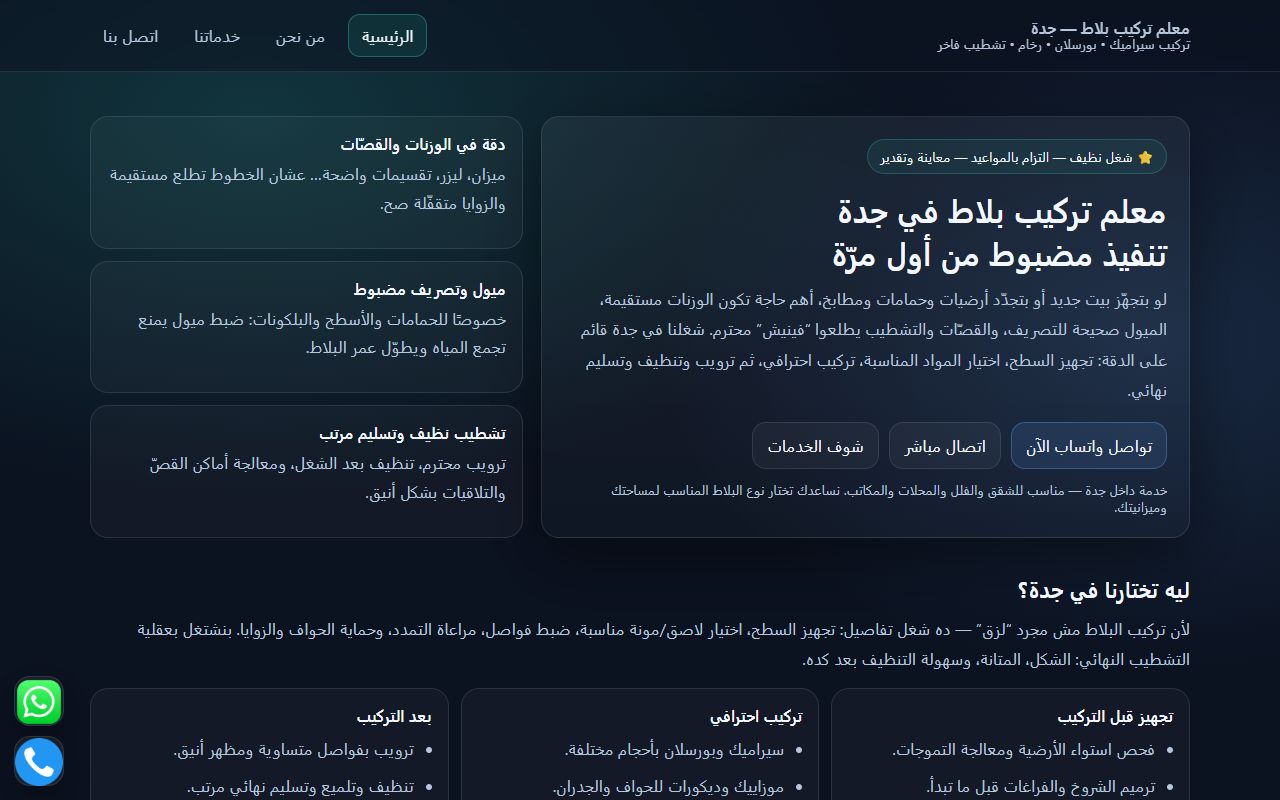 معلم تركيب بلاط — جدة
تركيب سيراميك • بورسلان • رخام • تشطيب فاخر
الرئيسية
من نحن
خدماتنا
اتصل بنا
⭐ شغل نظيف — التزام بالمواعيد — معاينة وتقدير
معلم تركيب بلاط في جدة
تنفيذ مضبوط من أول مرّة
لو بتجهّز بيت جديد أو بتجدّد أرضيات وحمامات ومطابخ، أهم حاجة تكون الوزنات مستقيمة،
الميول صحيحة للتصريف، والقصّات والتشطيب يطلعوا “فينيش” محترم. شغلنا في جدة قائم
على الدقة: تجهيز السطح، اختيار المواد المناسبة، تركيب احترافي، ثم ترويب وتنظيف وتسليم
نهائي.
تواصل واتساب الآن
اتصال مباشر
شوف الخدمات
خدمة داخل جدة — مناسب للشقق والفلل والمحلات والمكاتب. نساعدك تختار نوع البلاط المناسب لمساحتك
وميزانيتك.
دقة في الوزنات والقصّات
ميزان، ليزر، تقسيمات واضحة... عشان الخطوط تطلع مستقيمة
والزوايا متقفّلة صح.
ميول وتصريف مضبوط
خصوصًا للحمامات والأسطح والبلكونات: ضبط ميول يمنع
تجمع المياه ويطوّل عمر البلاط.
تشطيب نظيف وتسليم مرتب
ترويب محترم، تنظيف بعد الشغل، ومعالجة أماكن القصّ
والتلاقيات بشكل أنيق.
ليه تختارنا في جدة؟
لأن تركيب البلاط مش مجرد “لزق” — ده شغل تفاصيل: تجهيز السطح، اختيار لاصق/مونة مناسبة، ضبط فواصل، مراعاة التمدد، وحماية الحواف والزوايا. بنشتغل بعقلية
التشطيب النهائي: الشكل، المتانة، وسهولة التنظيف بعد كده.
تجهيز قبل التركيب
• فحص استواء الأرضية ومعالجة التموجات.
• ترميم الشروخ والفراغات قبل ما تبدأ.
تركيب احترافي
• سيراميك وبورسلان بأحجام مختلفة.
• موزاييك وديكورات للحواف والجدران.
بعد التركيب
• ترويب بفواصل متساوية ومظهر أنيق.
• تنظيف وتلميع وتسليم نهائي مرتب.